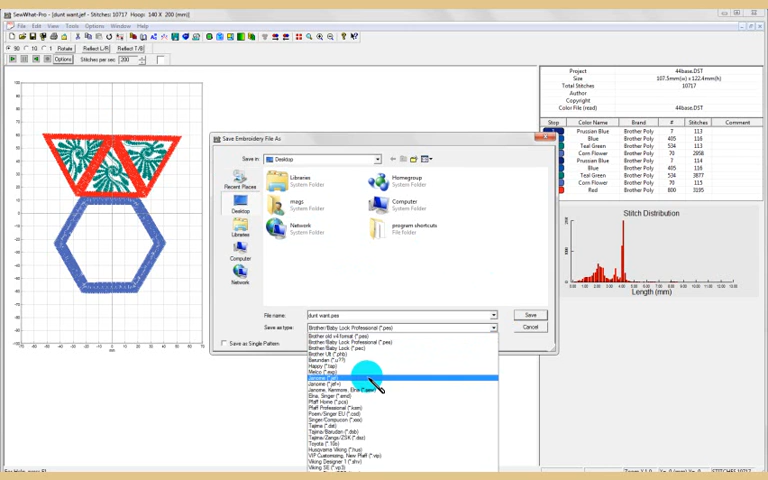 SewWhat-Pro - [dunt want.jef - Stitches: 10717 Hoop: 140 X 200 (mm)]
File Edit View Tools Options Window Help
90 10 1 Rotate Reflect L/R Reflect T/B
Options Stitches per sec: 200
Project 44base.DST
Size 107.5mm(w) x 122.4mm(h)
Total Stitches 10717
Author
Copyright
Color File (read) 44base.DST
Stop Color Name Brand # Stitches Comment
Prussian Blue Brother Poly 7 113
Blue Brother Poly 405 116
Teal Green Brother Poly 534 113
Corn Flower Brother Poly 70 2958
Prussian Blue Brother Poly 7 114
Blue Brother Poly 405 116
Teal Green Brother Poly 534 3877
Corn Flower Brother Poly 70 115
Red Brother Poly 800 3195
Stitch Distribution
Length (mm)
Save Embroidery File As
Save in: Desktop
Recent Places
Desktop
Libraries
Computer
Network
Libraries
System Folder
Homegroup
System Folder
mags
System Folder
Computer
System Folder
Network
System Folder
program shortcuts
File folder
File name: dunt want.pes
Save
Save as type: Brother/Baby Lock Professional (*.pes)
Cancel
Save as Single Pattern
Brother old v4 format (*.pes)
Brother/Baby Lock Professional (*.pes)
Brother/Baby Lock (*.pec)
Brother Ult (*.phb)
Barundan (*.u??)
Happy (*.tap)
Melco (*.exp)
Janome (*.jef)
Janome (*.jef+)
Janome, Kenmore, Elna (*.sew)
Elna, Singer (*.emd)
Pfaff Home (*.pcs)
Pfaff Professional (*.ksm)
Poem/Singer EU (*.csd)
Singer/Compucon (*.xxx)
Tajima (*.dst)
Tajima/Barudan (*.dsb)
Tajima/Zangs/ZSK (*.dsz)
Toyota (*.10o)
Husqvarna Viking (*.hus)
VIP Customizing, New Pfaff (*.vip)
Viking Designer 1 (*.shv)
Viking SE (*.vp3)